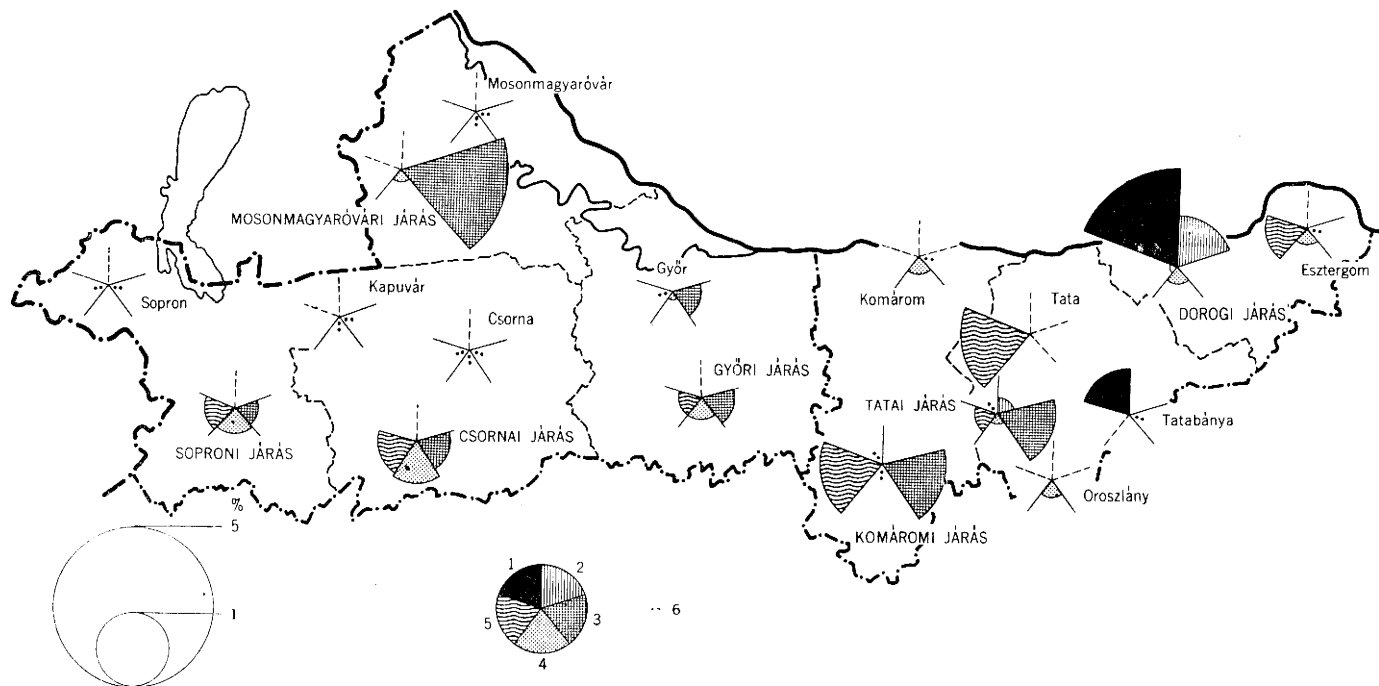 Mosonmagyaróvár
MOSONMAGYARÓVÁRI JÁRÁS
Sopron
Kapuvár
Csorna
Győr
Komárom
Tata
Esztergom
DOROGI JÁRÁS
GYŐRI JÁRÁS
TATAI JÁRÁS
Tatabánya
SOPRONI JÁRÁS
CSORNAI JÁRÁS
Oroszlány
KOMÁROMI JÁRÁS
%
5
1
1
2
3
4
5
6